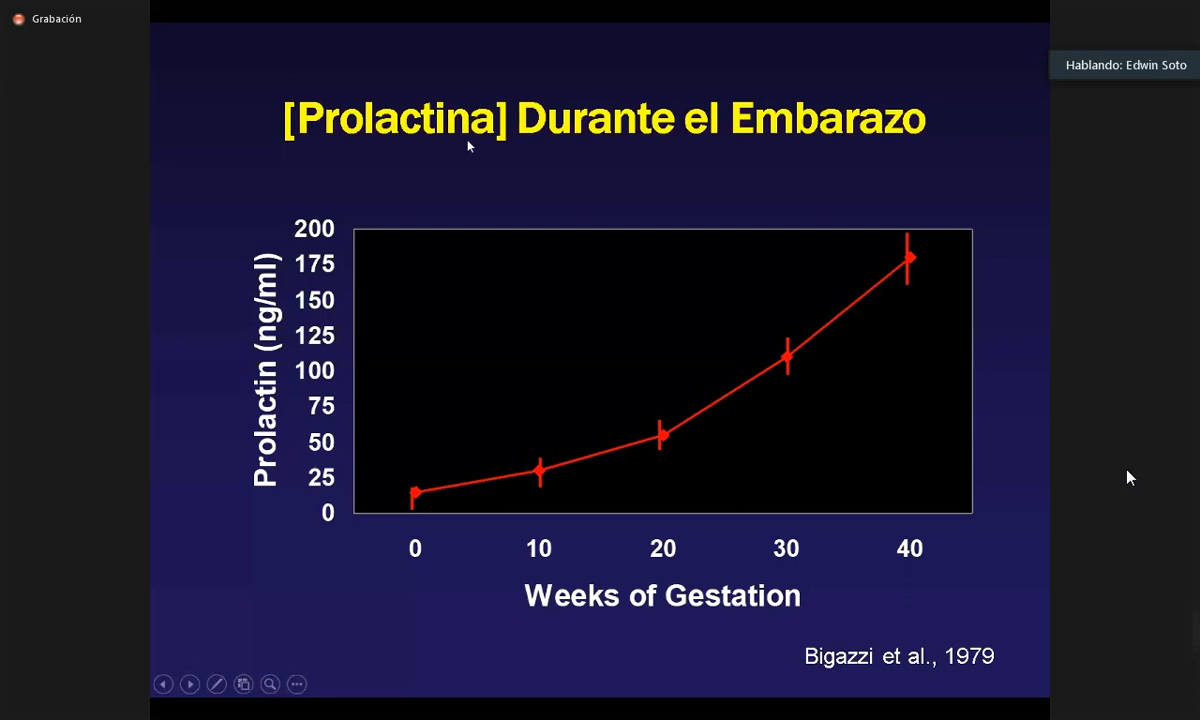 Grabación
Hablando: Edwin Soto
[Prolactina] Durante el Embarazo
Prolactin (ng/ml)
200
175
150
125
100
75
50
25
0
0 10 20 30 40
Weeks of Gestation
Bigazzi et al., 1979